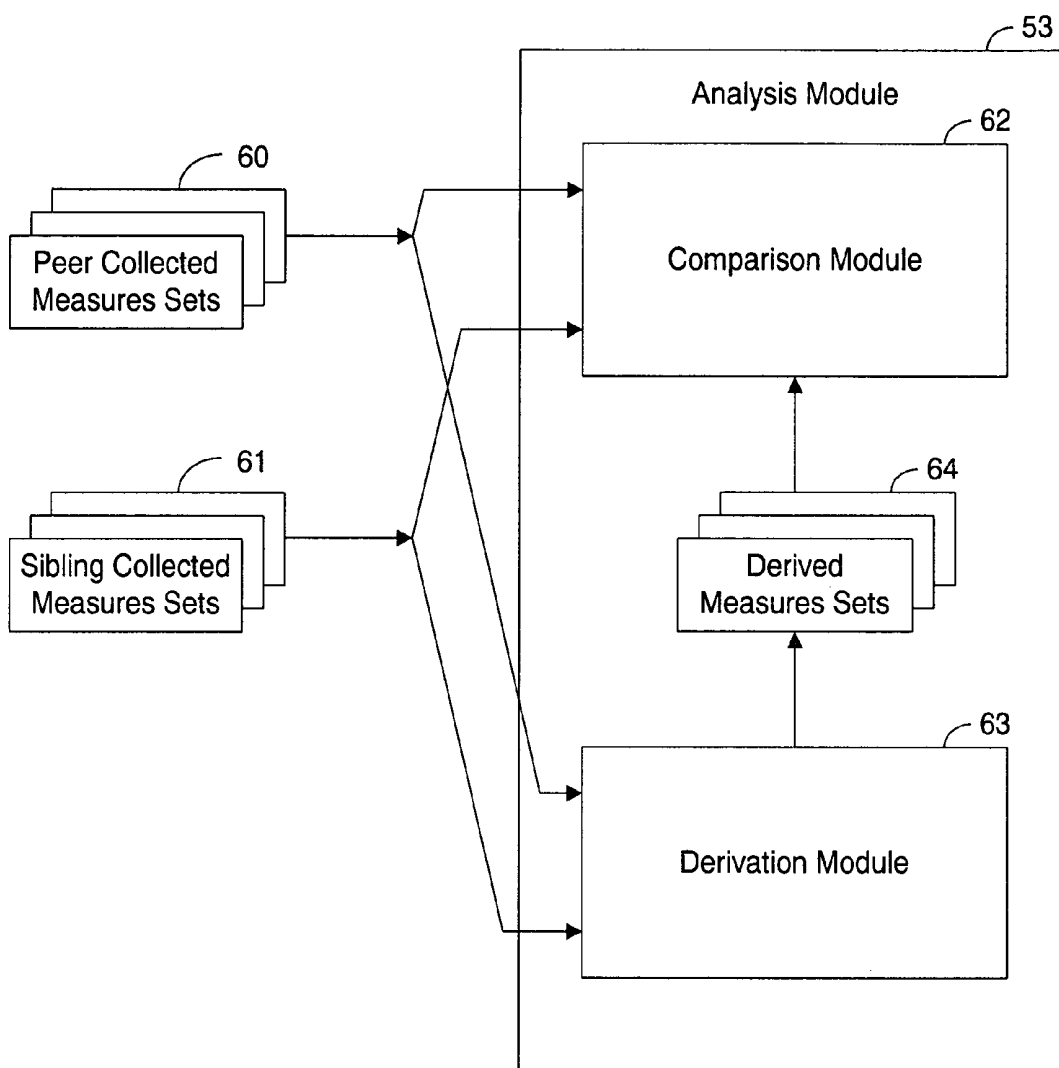 53
Analysis Module
62
60
Peer Collected
Measures Sets
Comparison Module
61
Sibling Collected
Measures Sets
64
Derived
Measures Sets
63
Derivation Module